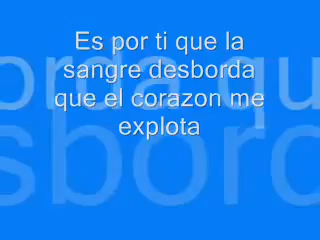 Es por ti que la
sangre desborda
que el corazon me
explota